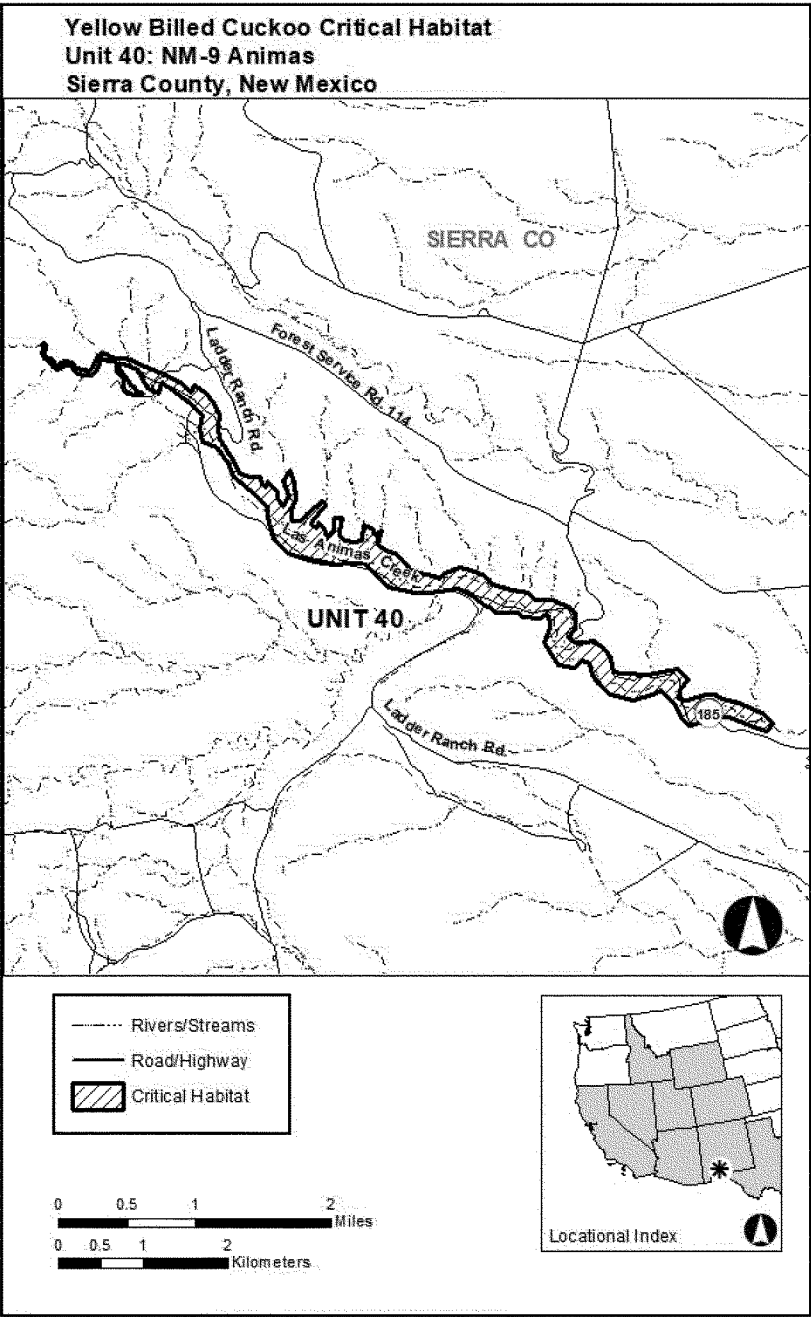 Yellow Billed Cuckoo Critical Habitat
Unit 40: NM-9 Animas
Sierra County, New Mexico
SIERRA CO
Forest Service Rd. 114
Ladder Ranch Rd.
Las Animas Creek
UNIT 40
185
Ladder Ranch Rd.
Rivers/Streams
Road/Highway
Critical Habitat
0 0.5 1 2
Miles
0 0.5 1 2
Kilometers
Locational Index